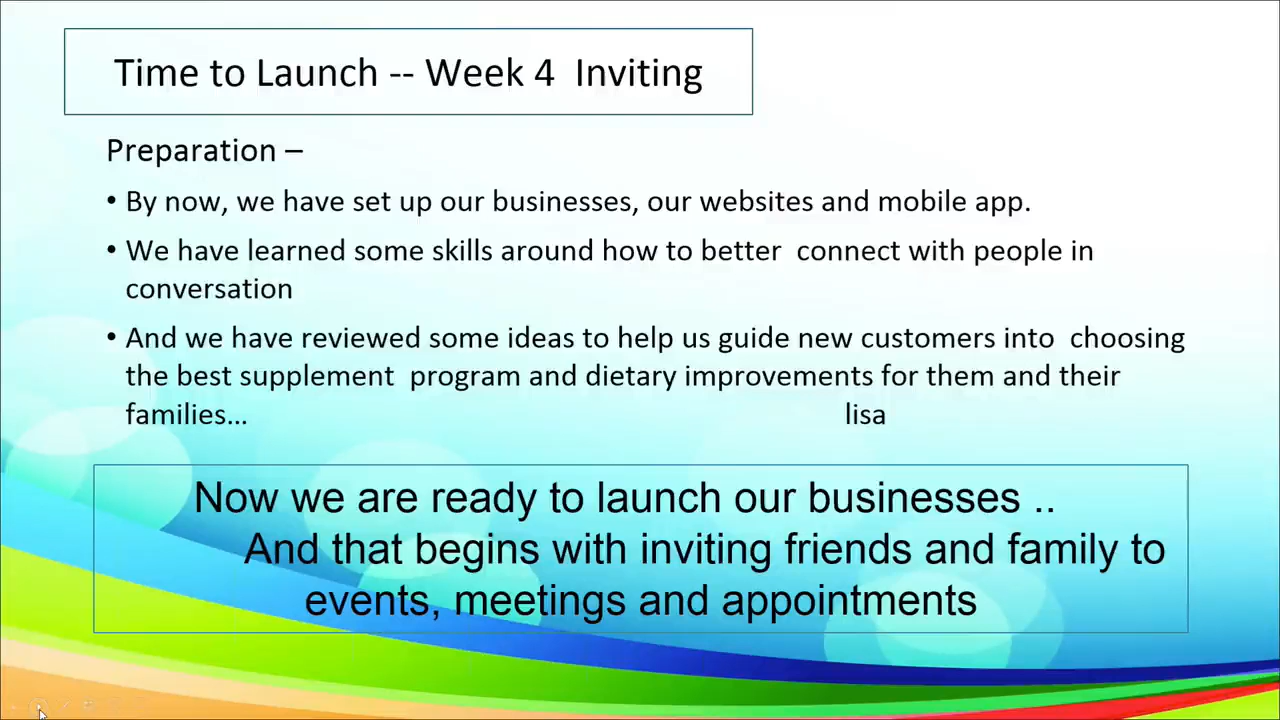 Time to Launch -- Week 4  Inviting
Preparation –
• By now, we have set up our businesses, our websites and mobile app.
• We have learned some skills around how to better  connect with people in
conversation
• And we have reviewed some ideas to help us guide new customers into  choosing
the best supplement  program and dietary improvements for them and their
families… lisa
Now we are ready to launch our businesses ..
And that begins with inviting friends and family to
events, meetings and appointments